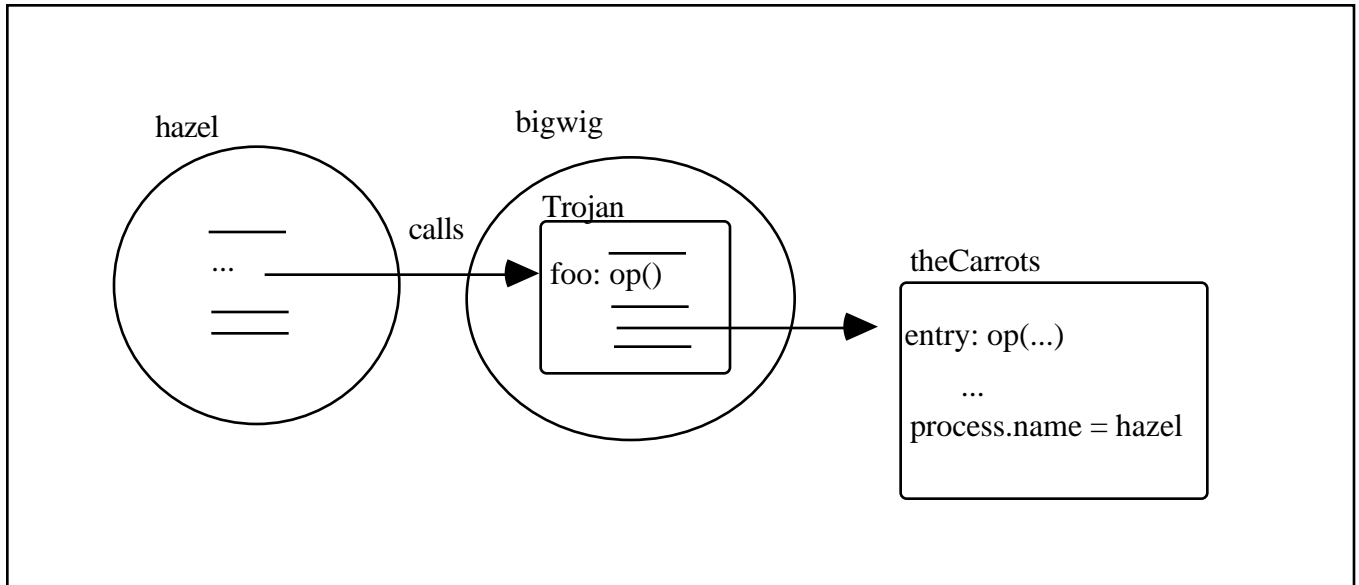 hazel
bigwig
calls
Trojan
foo: op()
...
theCarrots
entry: op(...)
...
process.name = hazel